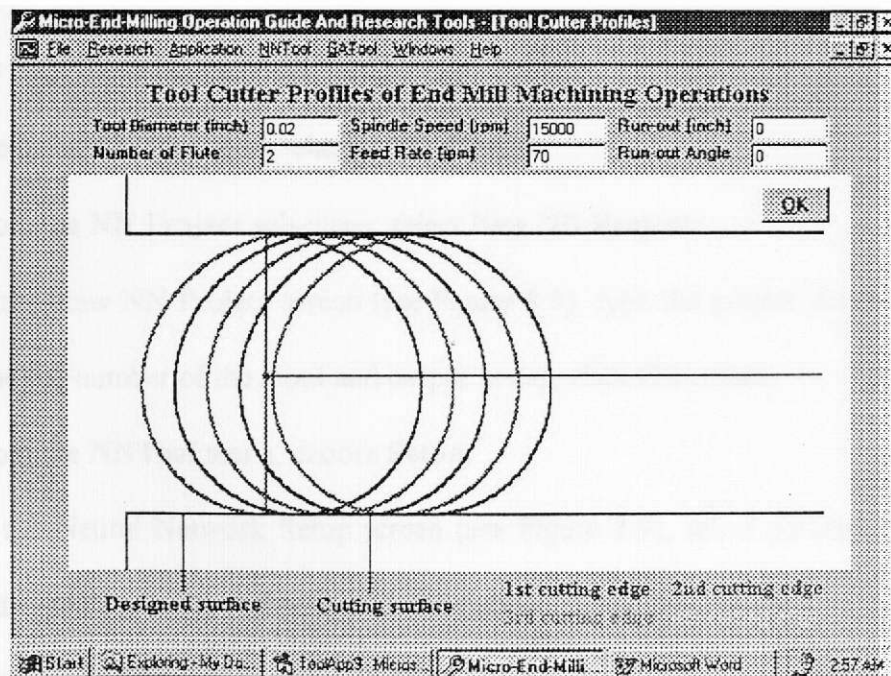 Micro-End-Milling Operation Guide And Research Tools - [Tool Cutter Profiles]
File Research Application NNTool GATool Windows Help
Tool Cutter Profiles of End Mill Machining Operations
Tool Diameter (inch) 0.02 Spindle Speed (rpm) 15000 Run-out (inch) 0
Number of Flute 2 Feed Rate (ipm) 70 Run-out Angle 0
OK
1st cutting edge 2nd cutting edge
Designed surface Cutting surface 3rd cutting edge
Start Exploring - My Do... ToolApp3 - Micros... Micro-End-Milli... Microsoft Word 2:57 AM